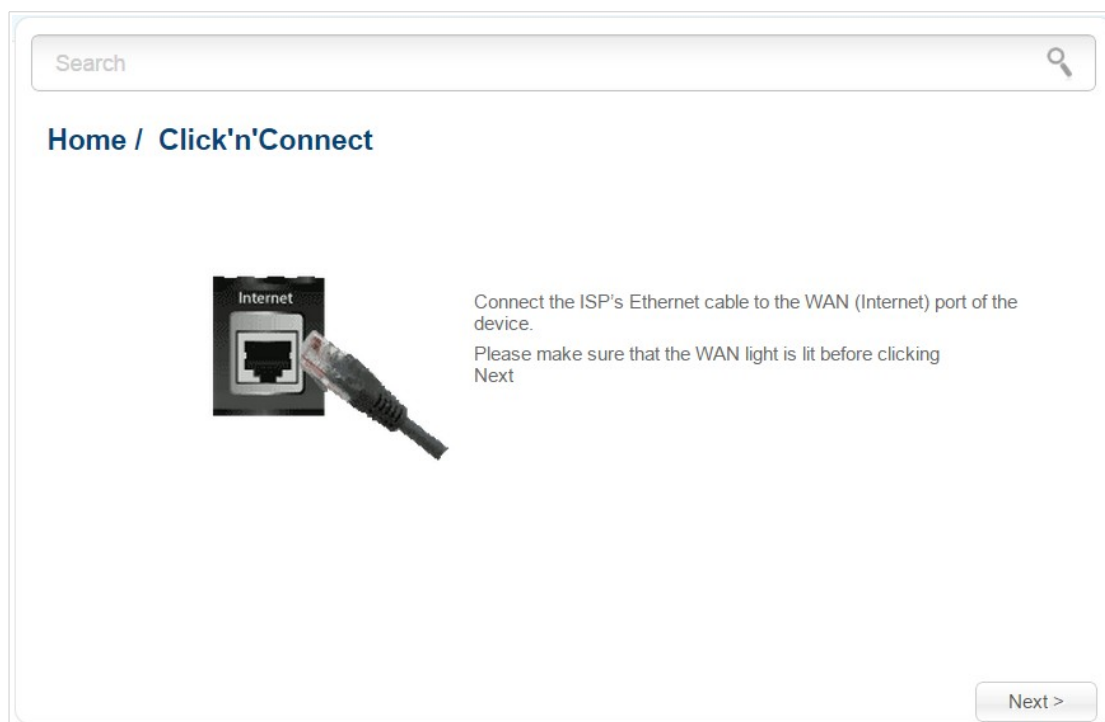 Search
Home / Click'n'Connect
Internet
Connect the ISP's Ethernet cable to the WAN (Internet) port of the
device.
Please make sure that the WAN light is lit before clicking
Next
Next >